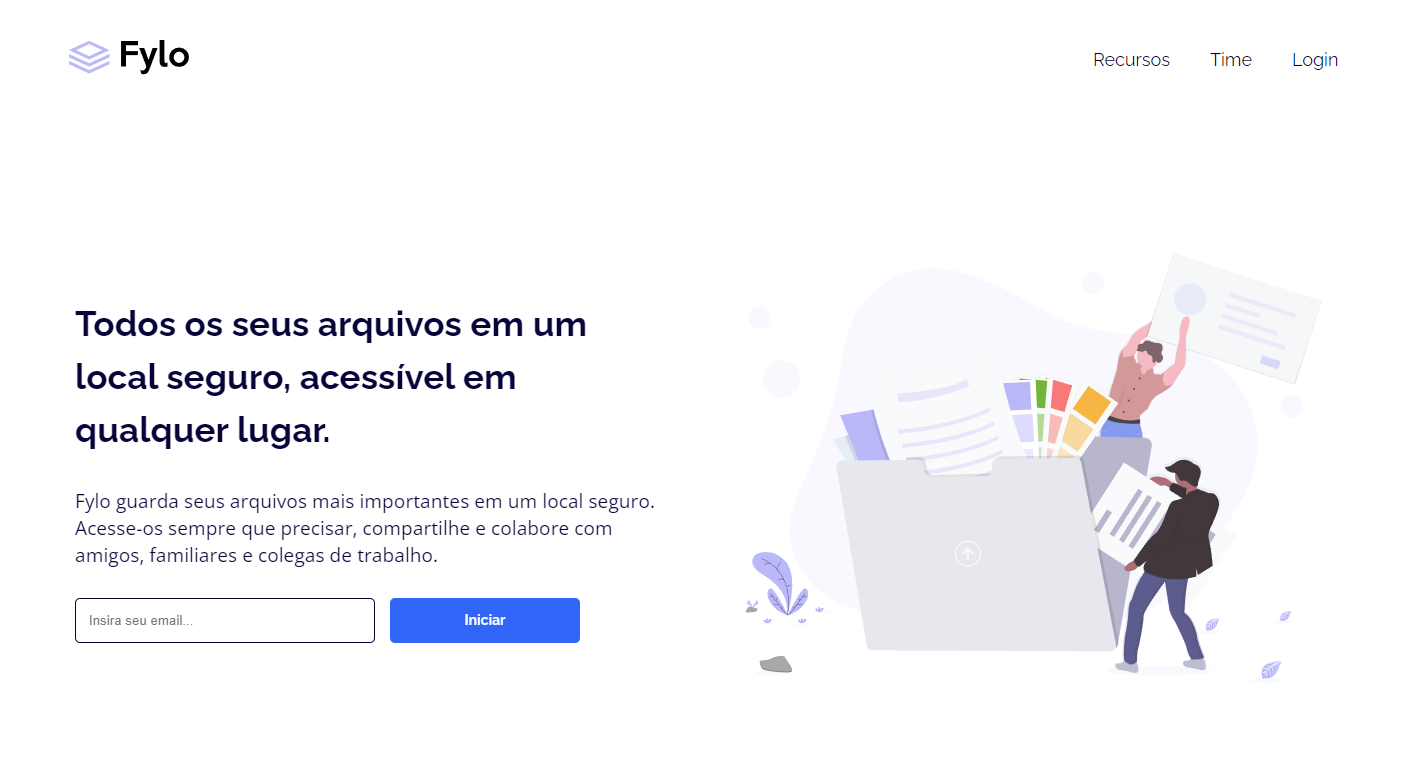 Fylo
Recursos Time Login
Todos os seus arquivos em um
local seguro, acessível em
qualquer lugar.
Fylo guarda seus arquivos mais importantes em um local seguro.
Acesse-os sempre que precisar, compartilhe e colabore com
amigos, familiares e colegas de trabalho.
Insira seu email... Iniciar